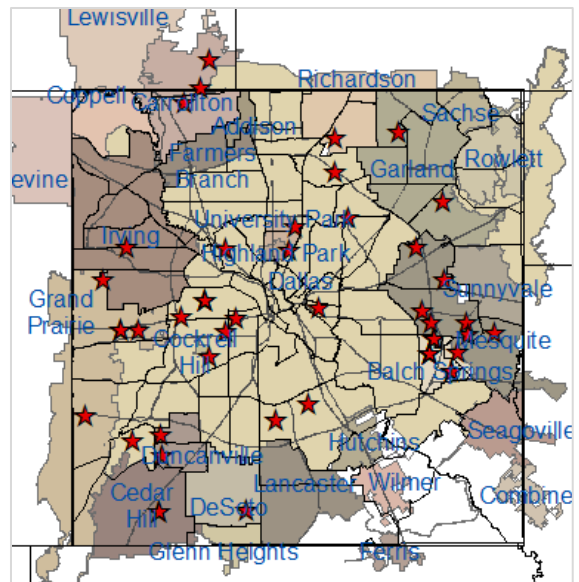 Lewisville
Richardson
Coppell
Carrollton
Sachse
Addison
Farmers
Branch
Garland
Rowlett
evine
University Park
Irving
Highland Park
Dallas
Sunnyvale
Grand
Prairie
Cockrell
Hill
Mesquite
Balch Springs
Seagoville
Hutchins
Duncanville
Lancaster
Wilmer
Combine
Cedar
Hill
DeSoto
Glenn Heights
Ferris